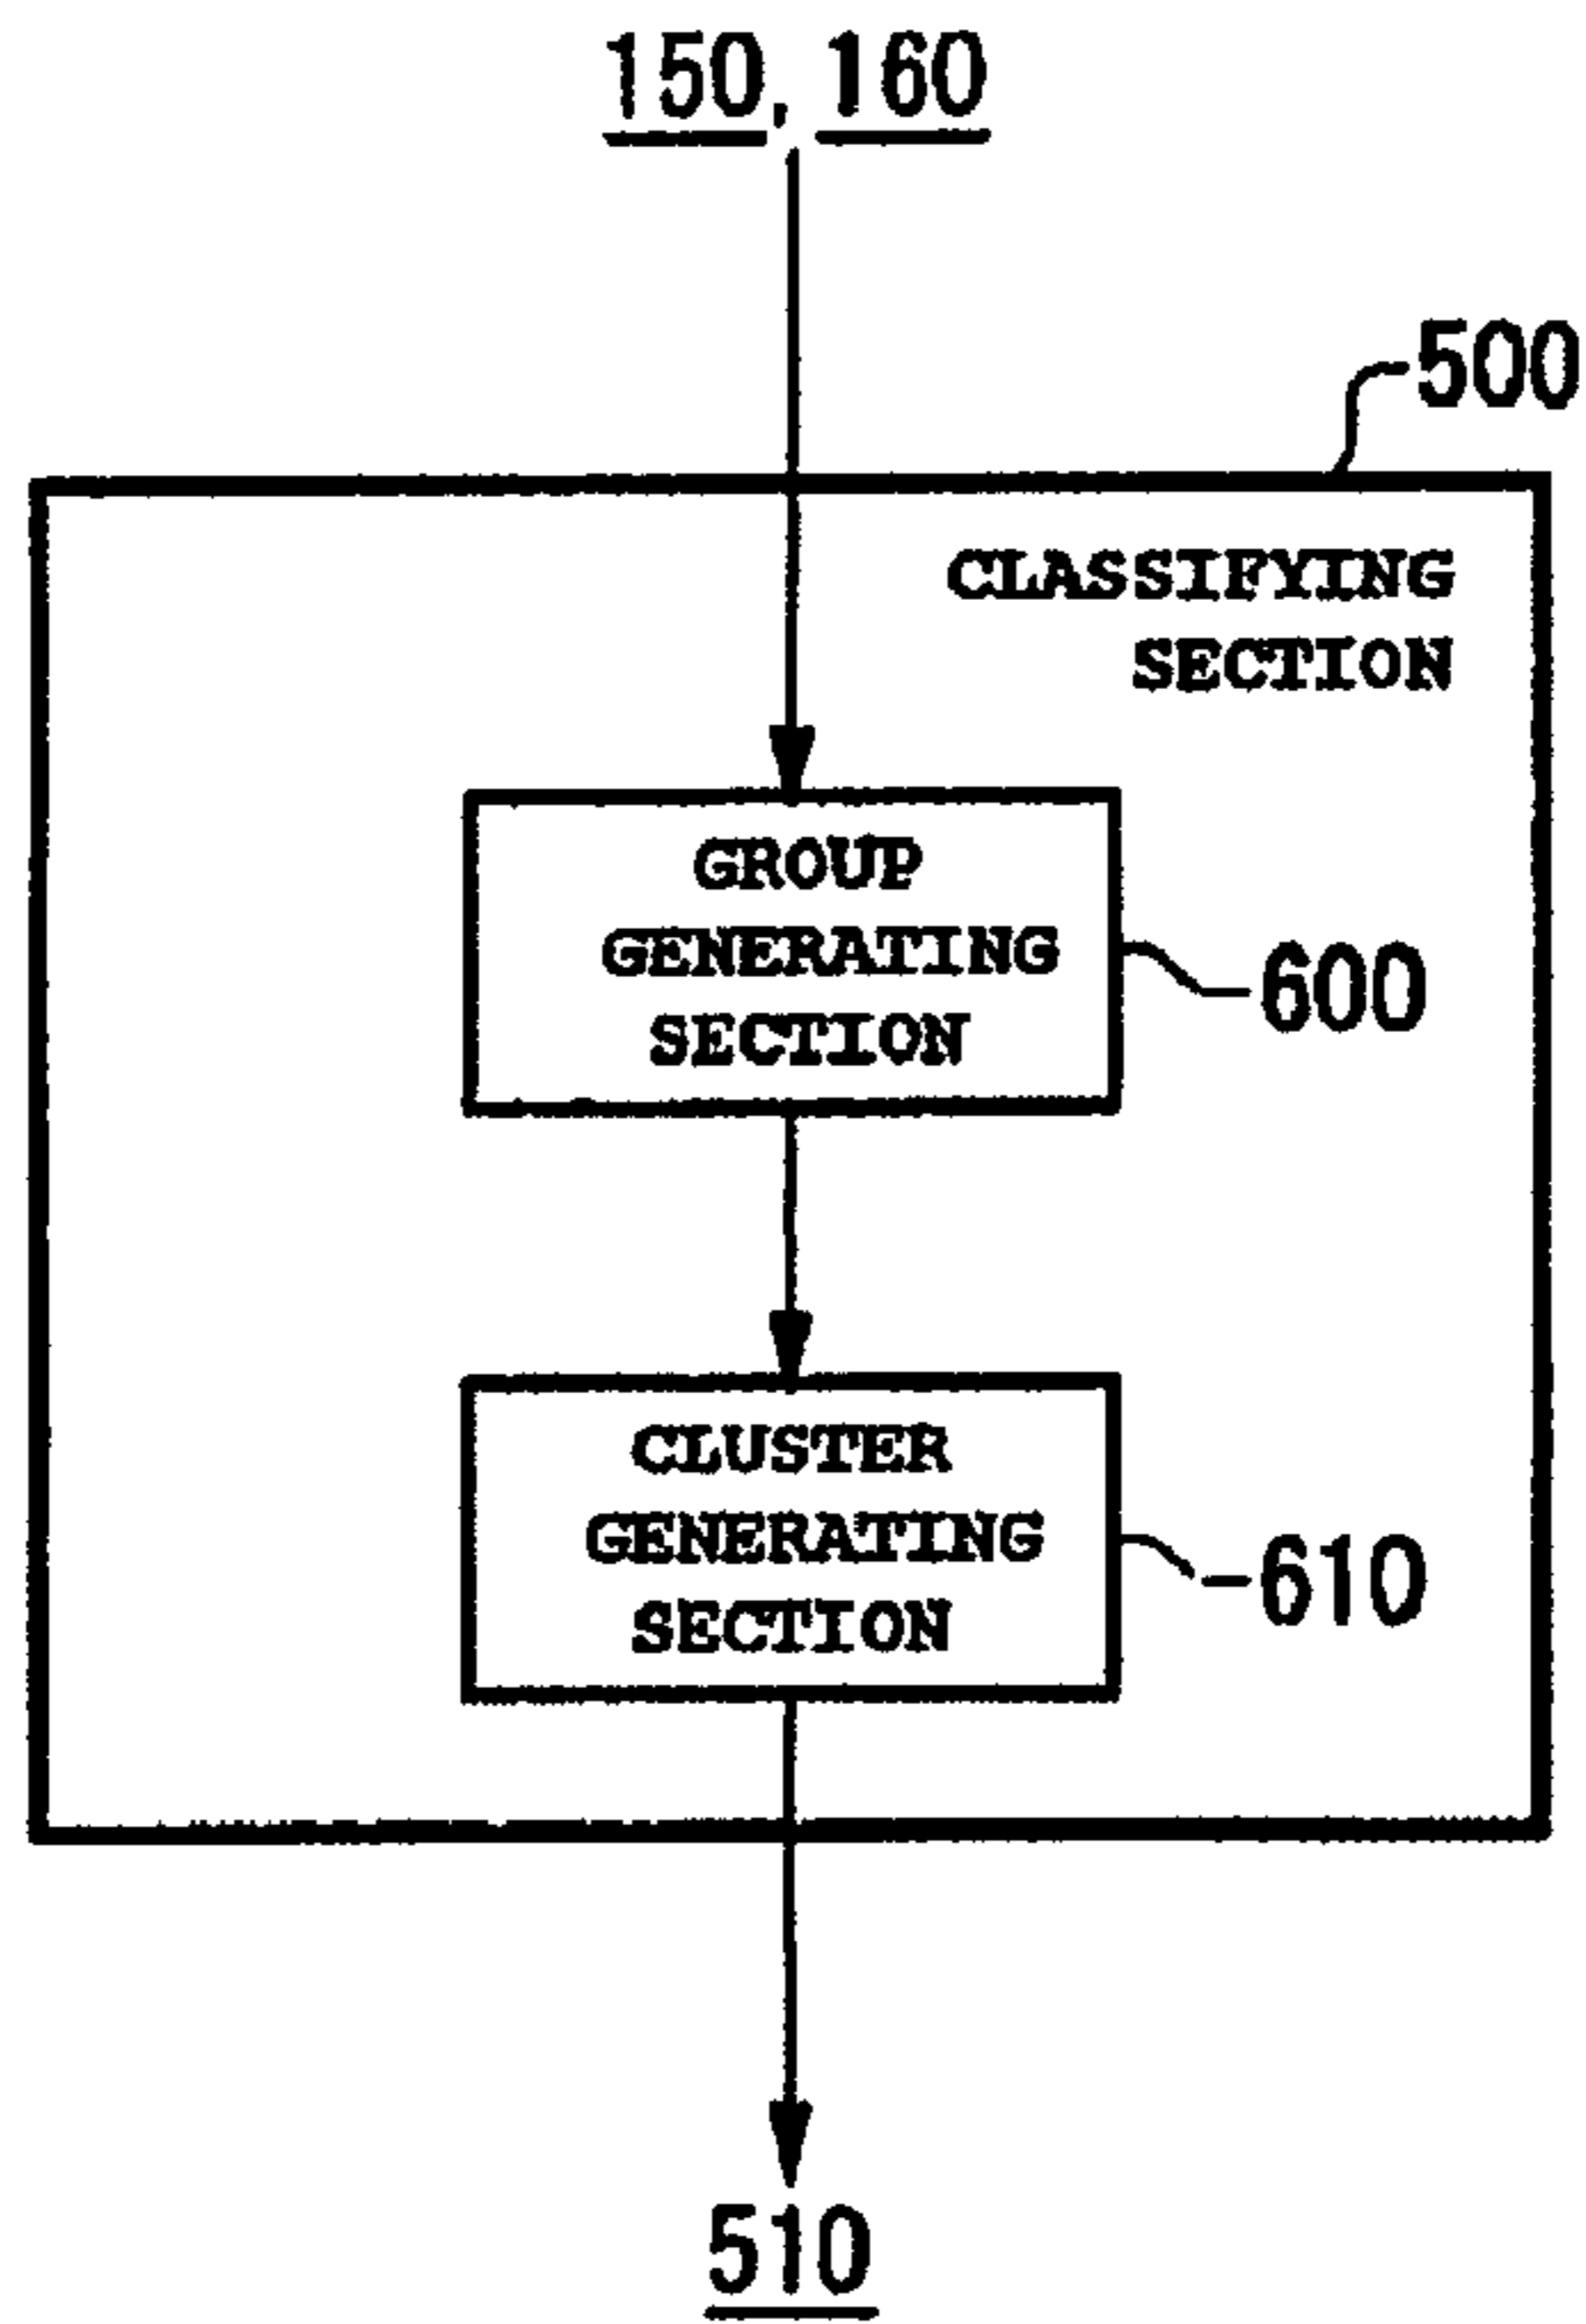 150, 160
500
CLASSIFYING
SECTION
GROUP
GENERATING
SECTION
600
CLUSTER
GENERATING
SECTION
610
510